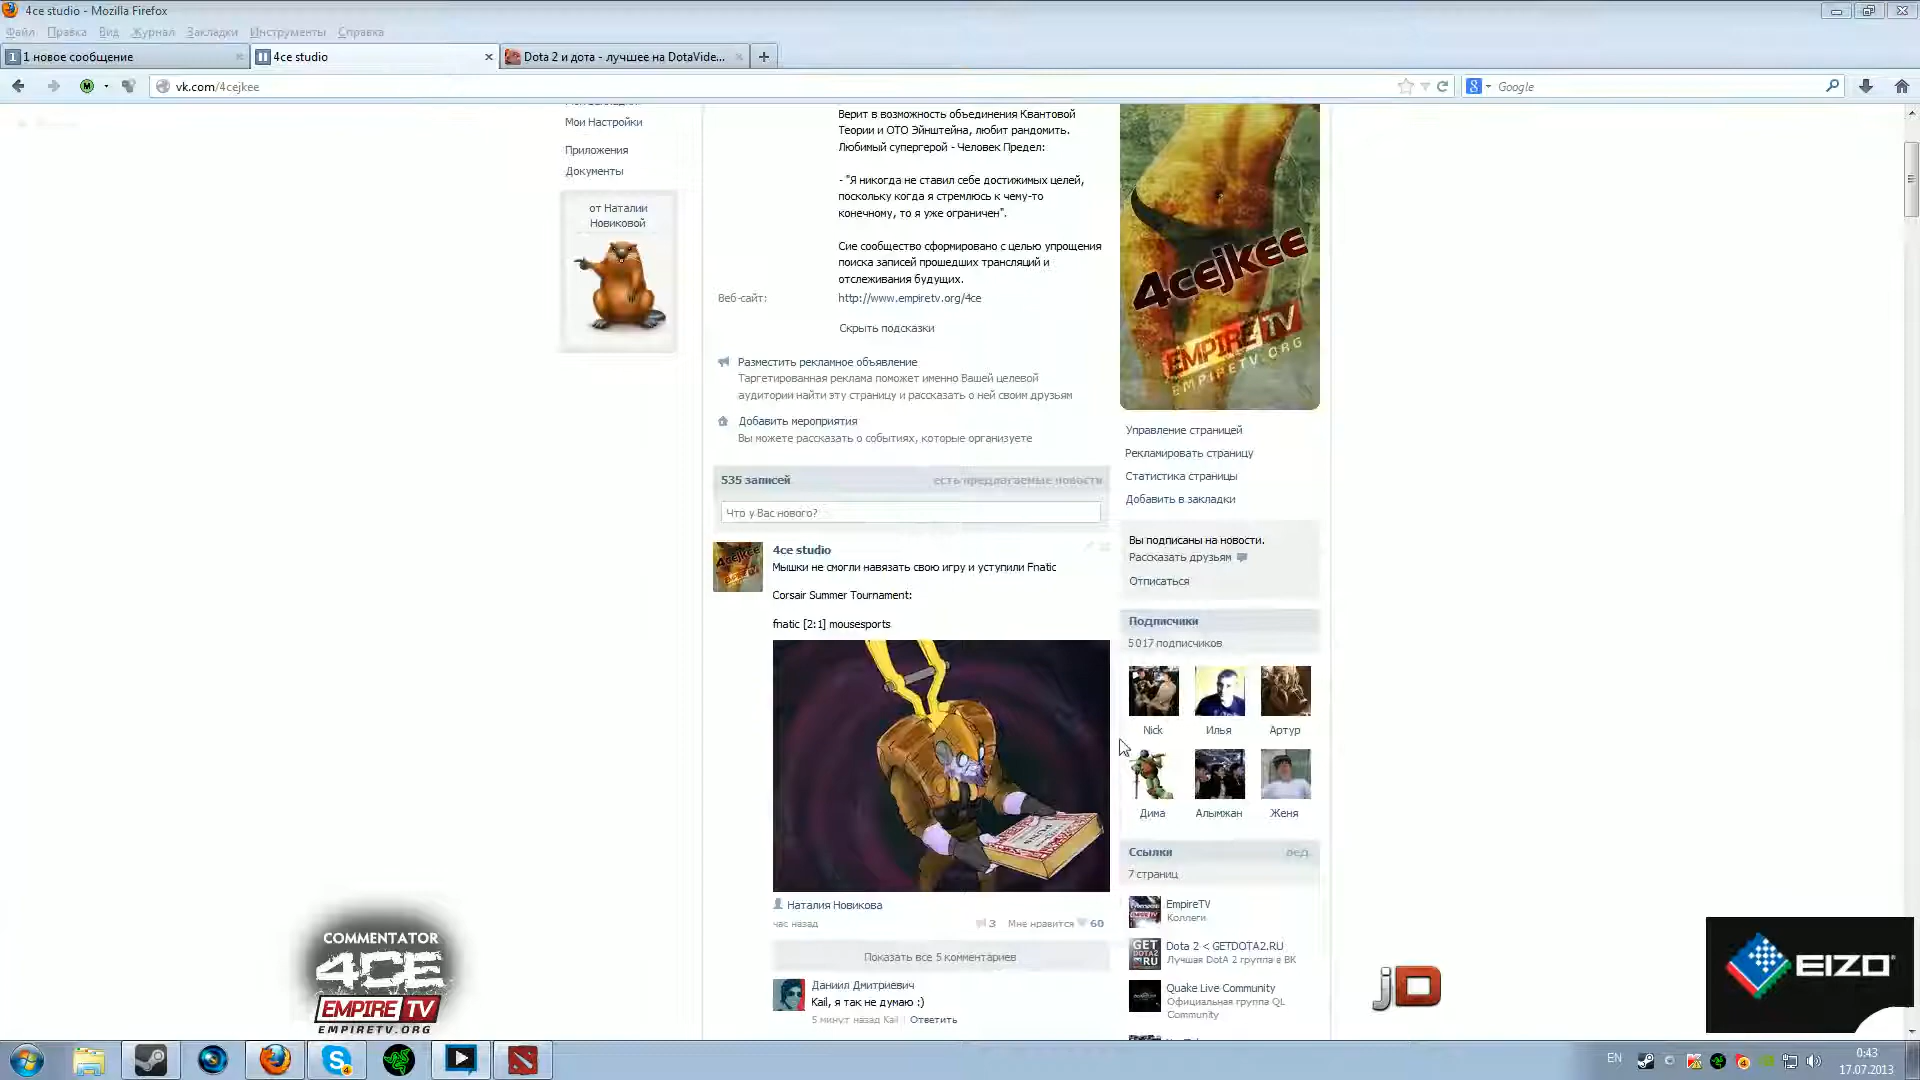 4ce studio - Mozilla Firefox
Файл Правка Вид Журнал Закладки Инструменты Справка
1 новое сообщение
4ce studio
Dota 2 и дота - лучшее на DotaVide...
vk.com/4cejkee
Google
Мои Настройки
Приложения
Документы
от Наталии
Новиковой
Верит в возможность объединения Квантовой
Теории и ОТО Эйнштейна, любит рандомить.
Любимый супергерой - Человек Предел:
- "Я никогда не ставил себе достижимых целей,
поскольку когда я стремлюсь к чему-то
конечному, то я уже ограничен".
Сие сообщество сформировано с целью упрощения
поиска записей прошедших трансляций и
отслеживания будущих.
Веб-сайт: http://www.empiretv.org/4ce
Скрыть подсказки
Разместить рекламное объявление
Таргетированная реклама поможет именно Вашей целевой
аудитории найти эту страницу и рассказать о ней своим друзьям
Добавить мероприятия
Вы можете рассказать о событиях, которые организуете
535 записей есть предлагаемые новости
Что у Вас нового?
4ce studio
Мышки не смогли навязать свою игру и уступили Fnatic
Corsair Summer Tournament:
fnatic [2:1] mousesports
Наталия Новикова
час назад 3 Мне нравится 60
Показать все 5 комментариев
Даниил Дмитриевич
Kail, я так не думаю :)
5 минут назад Kail | Ответить
4cejkee
EMPIRE TV
EMPIRETV.ORG
Управление страницей
Рекламировать страницу
Статистика страницы
Добавить в закладки
Вы подписаны на новости.
Рассказать друзьям
Отписаться
Подписчики
5 017 подписчиков
Nick Илья Артур
Дима Алымжан Женя
Ссылки ред.
7 страниц
EmpireTV
Коллеги
GET
DOTA2
RU
Dota 2 < GETDOTA2.RU
Лучшая DotA 2 группа в ВК
Quake Live Community
Официальная группа QL
Community
COMMENTATOR
4CE
EMPIRE TV
EMPIRETV.ORG
jD
EIZO
EN
0:43
17.07.2013